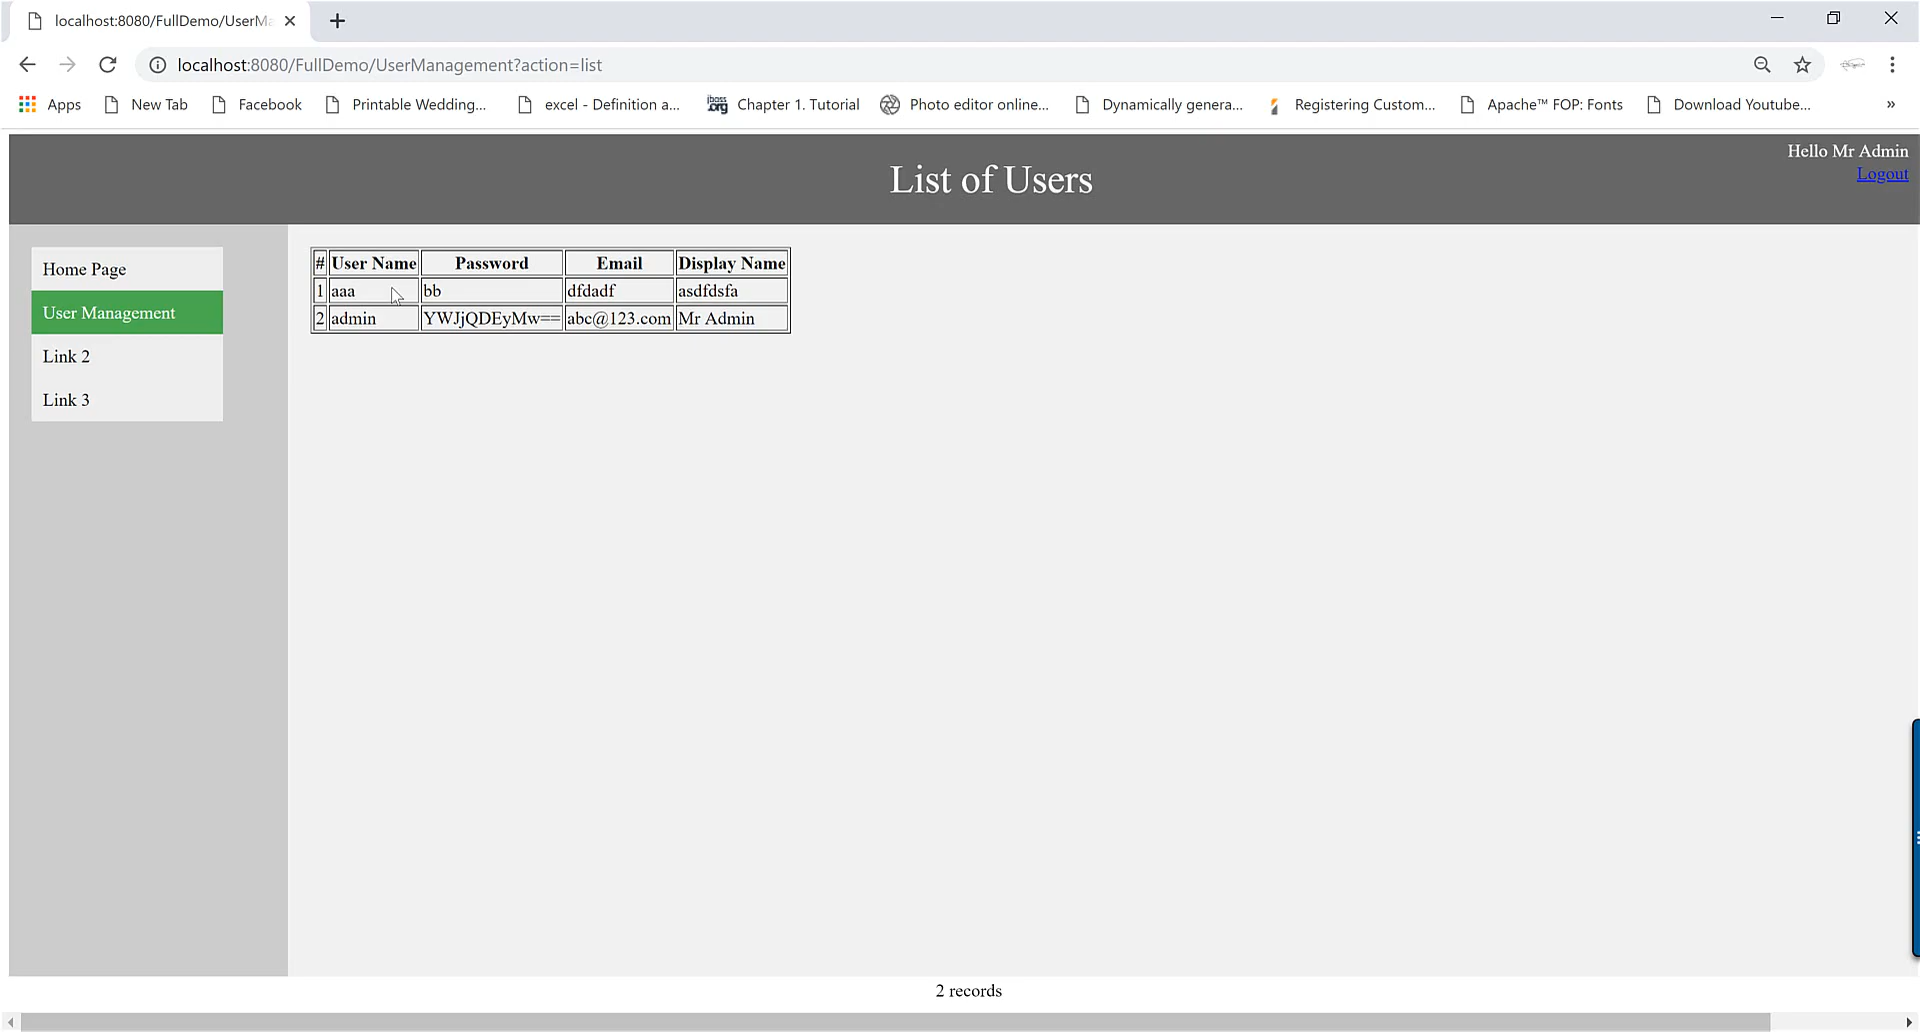 localhost:8080/FullDemo/UserMa
localhost:8080/FullDemo/UserManagement?action=list
Apps New Tab Facebook Printable Wedding... excel - Definition a... jboss.org Chapter 1. Tutorial Photo editor online... Dynamically genera... Registering Custom... Apache™ FOP: Fonts Download Youtube... »
Hello Mr Admin
Logout
List of Users
Home Page
User Management
Link 2
Link 3
# User Name Password Email Display Name
1 aaa bb dfdadf asdfdsfa
2 admin YWJjQDEyMw== abc@123.com Mr Admin
2 records